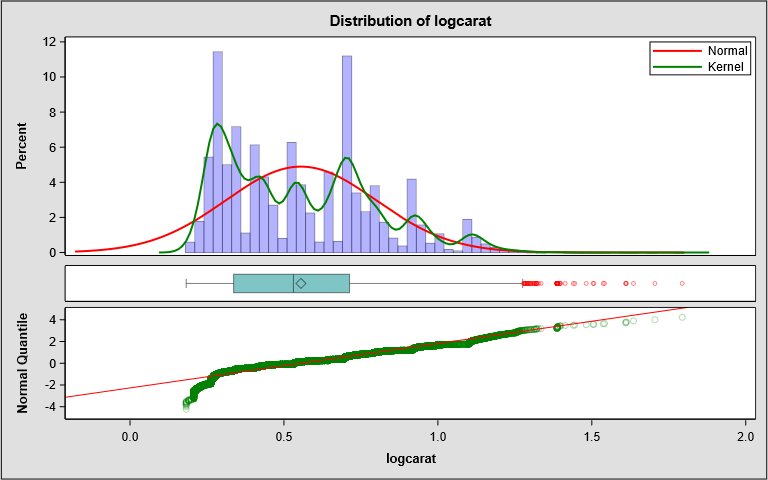 Distribution of logcarat
Normal
Kernel
Percent
12
10
8
6
4
2
0
Normal Quantile
4
2
0
-2
-4
0.0 0.5 1.0 1.5 2.0
logcarat